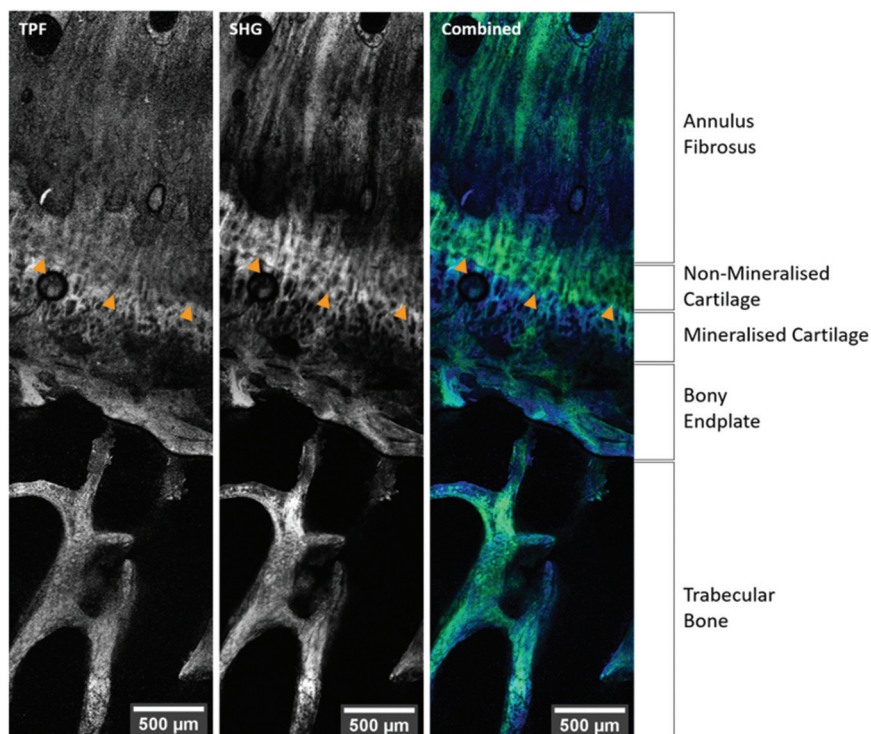 TPF
SHG
Combined
Annulus
Fibrosus
Non-Mineralised
Cartilage
Mineralised Cartilage
Bony
Endplate
Trabecular
Bone
500 µm
500 µm
500 µm